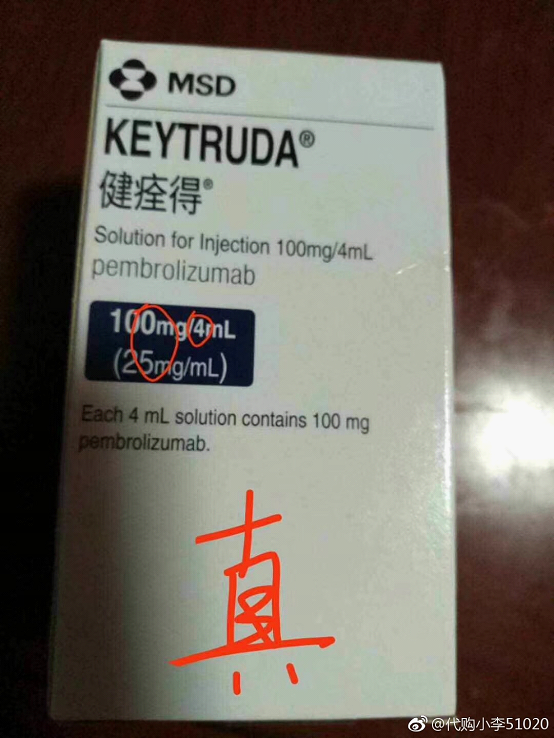 MSD
KEYTRUDA®
健痊得®
Solution for Injection 100mg/4mL
pembrolizumab
100mg/4mL
(25mg/mL)
Each 4 mL solution contains 100 mg
pembrolizumab.
真
@代购小李51020